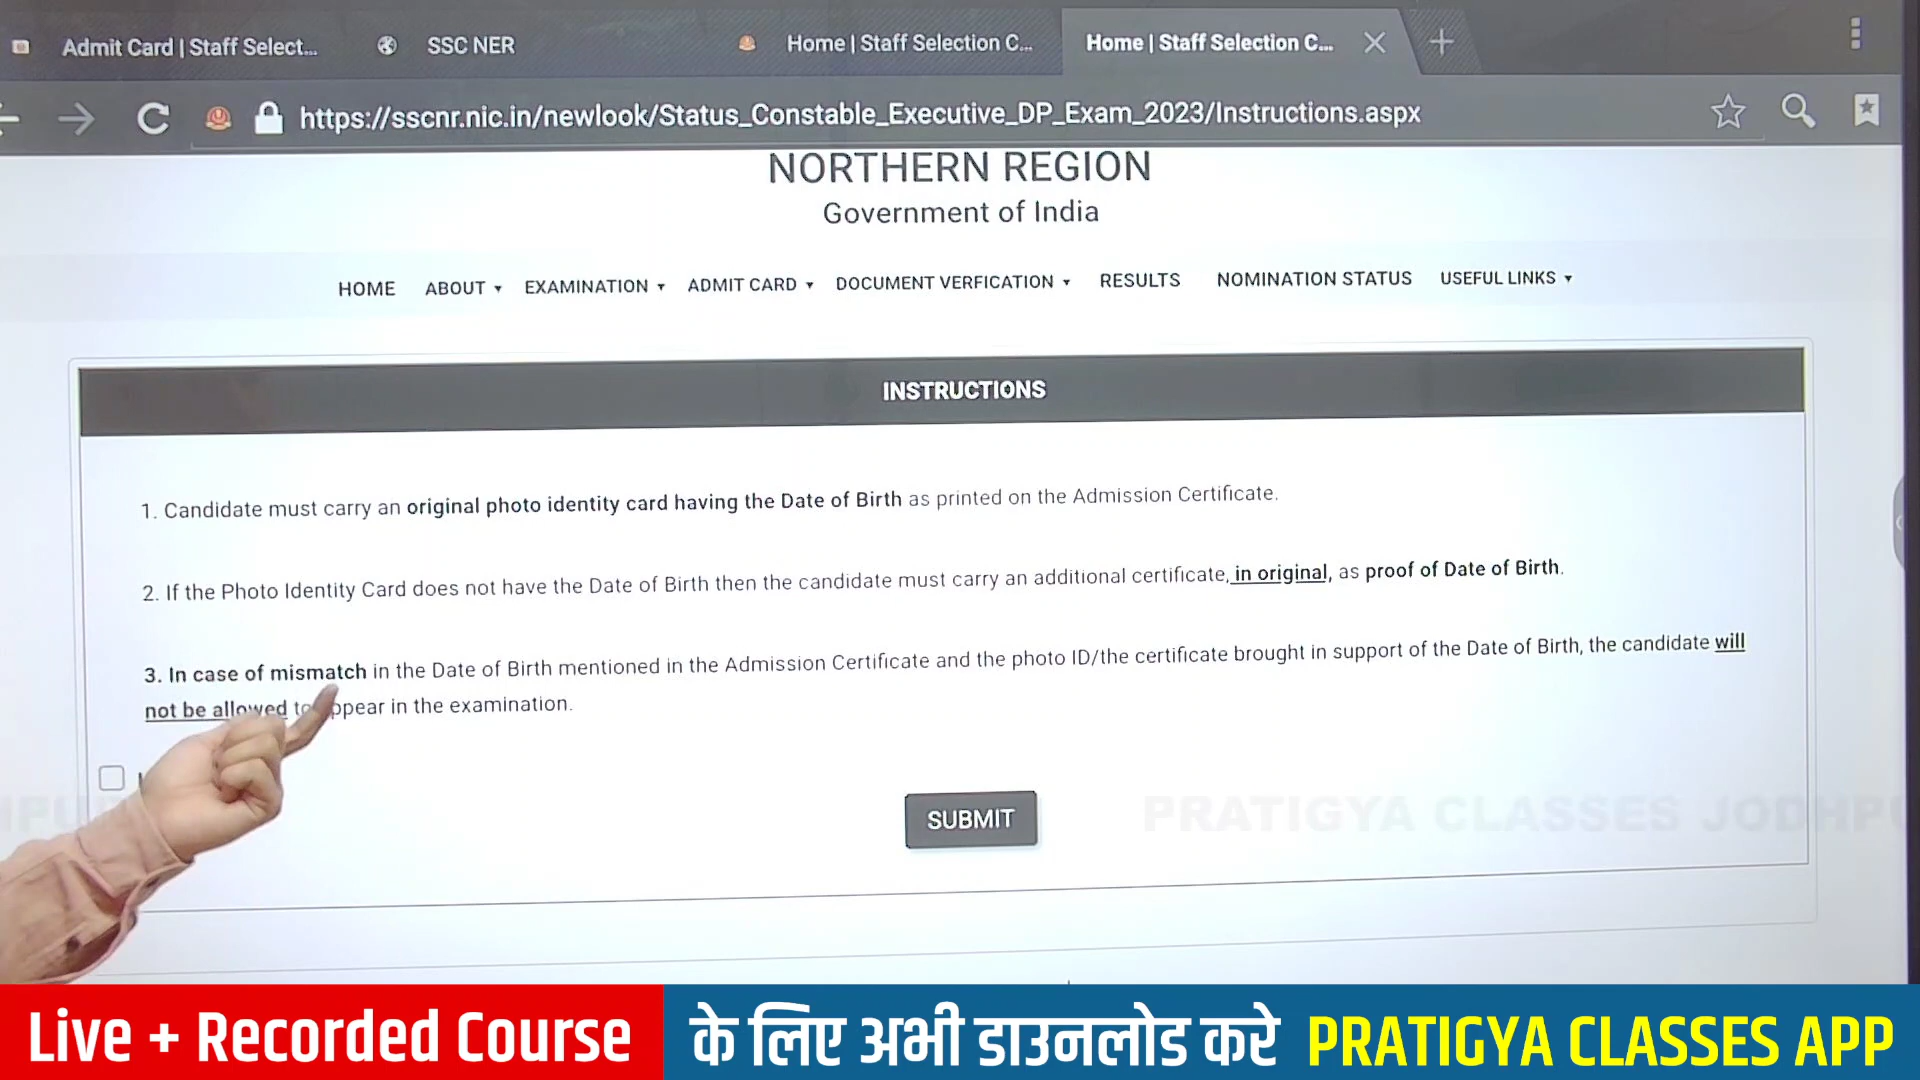 Admit Card | Staff Select...
SSC NER
Home | Staff Selection C...
Home | Staff Selection C...
https://sscnr.nic.in/newlook/Status_Constable_Executive_DP_Exam_2023/Instructions.aspx
NORTHERN REGION
Government of India
HOME ABOUT EXAMINATION ADMIT CARD DOCUMENT VERFICATION RESULTS NOMINATION STATUS USEFUL LINKS
INSTRUCTIONS
1. Candidate must carry an original photo identity card having the Date of Birth as printed on the Admission Certificate.
2. If the Photo Identity Card does not have the Date of Birth then the candidate must carry an additional certificate, in original, as proof of Date of Birth.
3. In case of mismatch in the Date of Birth mentioned in the Admission Certificate and the photo ID/the certificate brought in support of the Date of Birth, the candidate will
not be allowed to appear in the examination.
SUBMIT
PRATIGYA CLASSES JODHPU
Live + Recorded Course के लिए अभी डाउनलोड करे PRATIGYA CLASSES APP